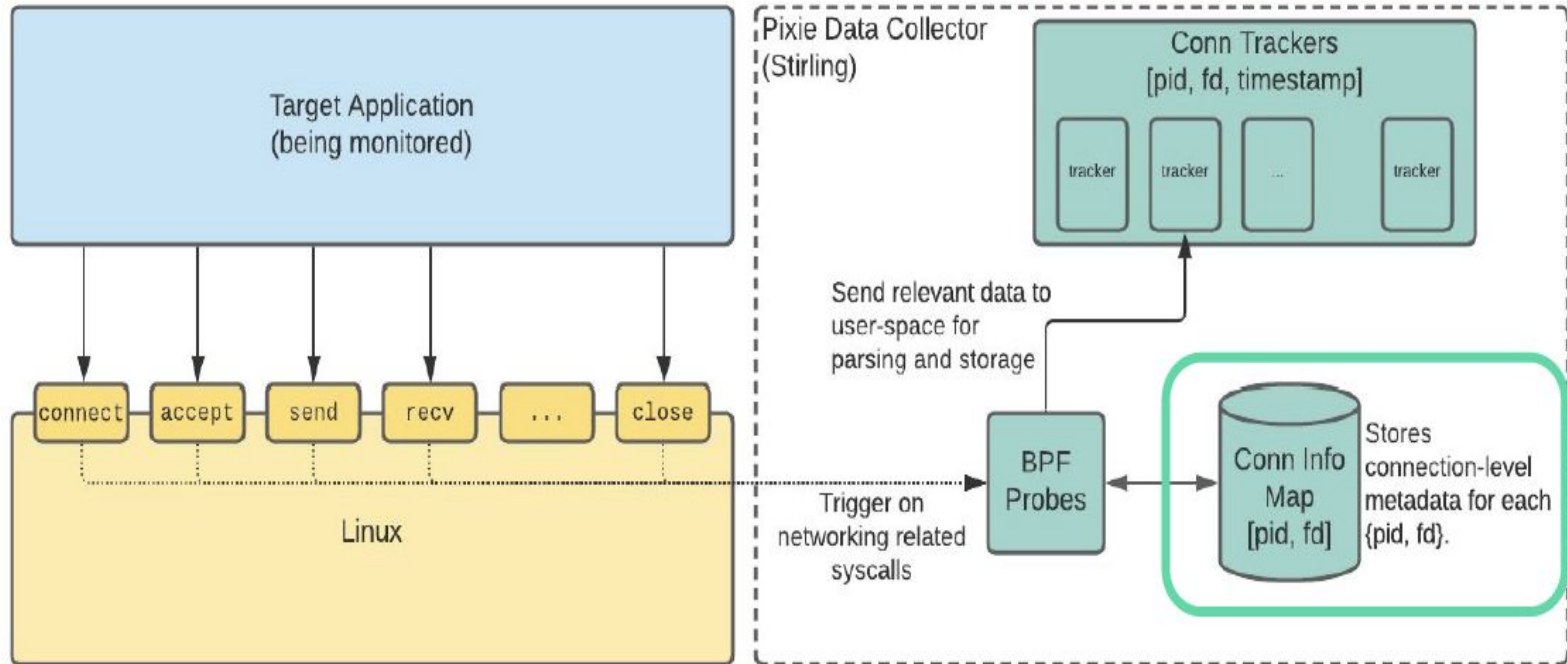 Target Application
(being monitored)
connect
accept
send
recv
...
close
Linux
Pixie Data Collector
(Stirling)
Conn Trackers
[pid, fd, timestamp]
tracker
tracker
...
tracker
Send relevant data to
user-space for
parsing and storage
Trigger on
networking related
syscalls
BPF
Probes
Conn Info
Map
[pid, fd]
Stores
connection-level
metadata for each
{pid, fd}.